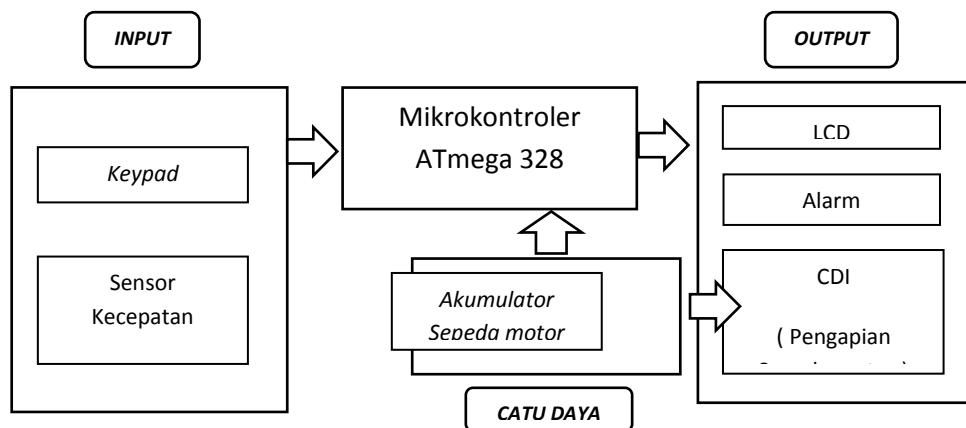 INPUT
OUTPUT
Keypad
Sensor
Kecepatan
Mikrokontroler
ATmega 328
Akumulator
Sepeda motor
CATU DAYA
LCD
Alarm
CDI
( Pengapian